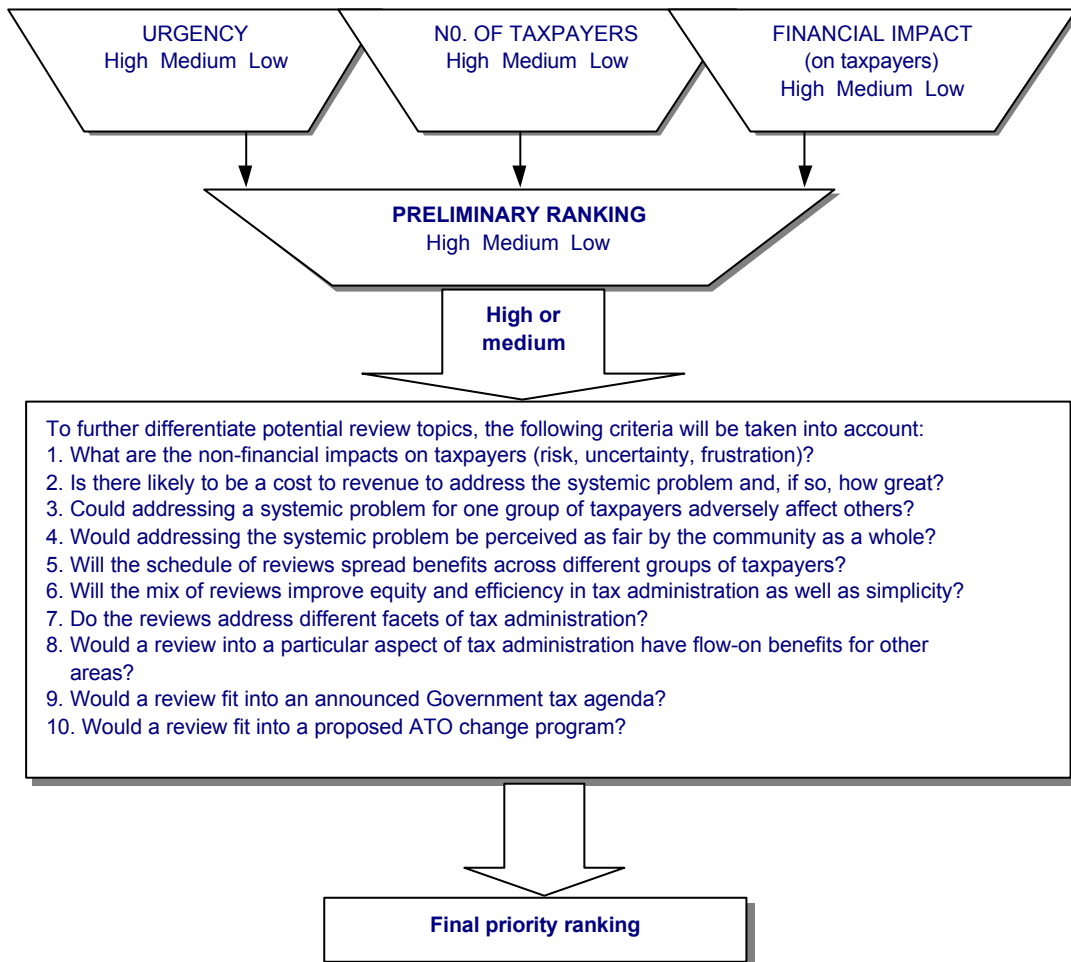 URGENCY
High Medium Low
N0. OF TAXPAYERS
High Medium Low
FINANCIAL IMPACT
(on taxpayers)
High Medium Low
PRELIMINARY RANKING
High Medium Low
High or
medium
To further differentiate potential review topics, the following criteria will be taken into account:
1. What are the non-financial impacts on taxpayers (risk, uncertainty, frustration)?
2. Is there likely to be a cost to revenue to address the systemic problem and, if so, how great?
3. Could addressing a systemic problem for one group of taxpayers adversely affect others?
4. Would addressing the systemic problem be perceived as fair by the community as a whole?
5. Will the schedule of reviews spread benefits across different groups of taxpayers?
6. Will the mix of reviews improve equity and efficiency in tax administration as well as simplicity?
7. Do the reviews address different facets of tax administration?
8. Would a review into a particular aspect of tax administration have flow-on benefits for other
areas?
9. Would a review fit into an announced Government tax agenda?
10. Would a review fit into a proposed ATO change program?
Final priority ranking